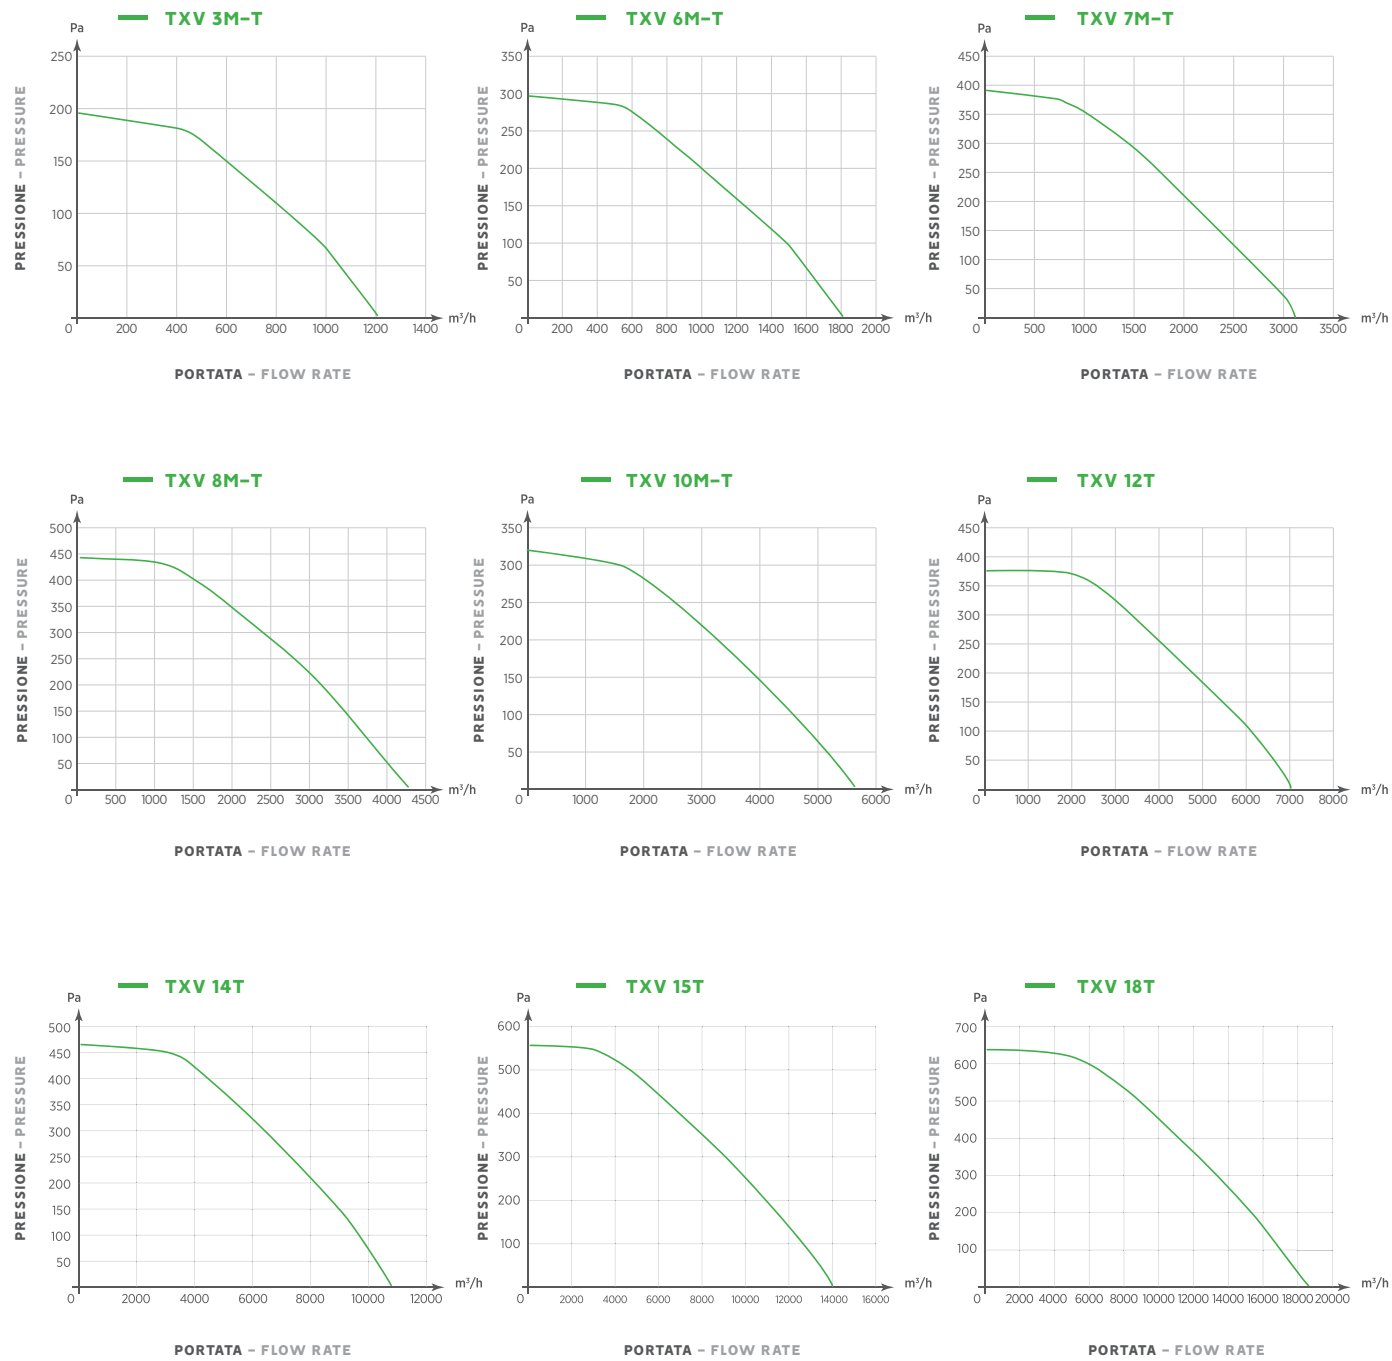 TXV 3M–T
Pa
250
200
150
100
50
0 200 400 600 800 1000 1200 1400 m³/h
PRESSIONE – PRESSURE
PORTATA – FLOW RATE
TXV 6M–T
Pa
350
300
250
200
150
100
50
0 200 400 600 800 1000 1200 1400 1600 1800 2000 m³/h
PRESSIONE – PRESSURE
PORTATA – FLOW RATE
TXV 7M–T
Pa
450
400
350
300
250
200
150
100
50
0 500 1000 1500 2000 2500 3000 3500 m³/h
PRESSIONE – PRESSURE
PORTATA – FLOW RATE
TXV 8M–T
Pa
500
450
400
350
300
250
200
150
100
50
0 500 1000 1500 2000 2500 3000 3500 4000 4500 m³/h
PRESSIONE – PRESSURE
PORTATA – FLOW RATE
TXV 10M–T
Pa
350
300
250
200
150
100
50
0 1000 2000 3000 4000 5000 6000 m³/h
PRESSIONE – PRESSURE
PORTATA – FLOW RATE
TXV 12T
Pa
450
400
350
300
250
200
150
100
50
0 1000 2000 3000 4000 5000 6000 7000 8000 m³/h
PRESSIONE – PRESSURE
PORTATA – FLOW RATE
TXV 14T
Pa
500
450
400
350
300
250
200
150
100
50
0 2000 4000 6000 8000 10000 12000 m³/h
PRESSIONE – PRESSURE
PORTATA – FLOW RATE
TXV 15T
Pa
600
500
400
300
200
100
0 2000 4000 6000 8000 10000 12000 14000 16000 m³/h
PRESSIONE – PRESSURE
PORTATA – FLOW RATE
TXV 18T
Pa
700
600
500
400
300
200
100
0 2000 4000 6000 8000 10000 12000 14000 16000 18000 20000 m³/h
PRESSIONE – PRESSURE
PORTATA – FLOW RATE